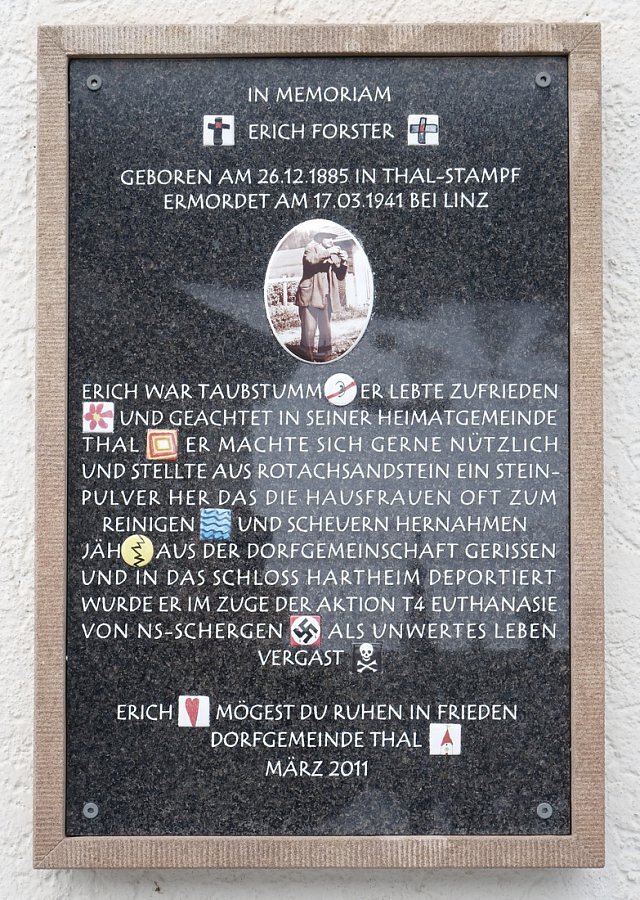 IN MEMORIAM
ERICH FORSTER
GEBOREN AM 26.12.1885 IN THAL-STAMPF
ERMORDET AM 17.03.1941 BEI LINZ
ERICH WAR TAUBSTUMM ER LEBTE ZUFRIEDEN
UND GEACHTET IN SEINER HEIMATGEMEINDE
THAL ER MACHTE SICH GERNE NÜTZLICH
UND STELLTE AUS ROTACHSANDSTEIN EIN STEIN-
PULVER HER DAS DIE HAUSFRAUEN OFT ZUM
REINIGEN UND SCHEUERN HERNAHMEN
JÄH AUS DER DORFGEMEINSCHAFT GERISSEN
UND IN DAS SCHLOSS HARTHEIM DEPORTIERT
WURDE ER IM ZUGE DER AKTION T4 EUTHANASIE
VON NS-SCHERGEN ALS UNWERTES LEBEN
VERGAST
ERICH MÖGEST DU RUHEN IN FRIEDEN
DORFGEMEINDE THAL
MÄRZ 2011